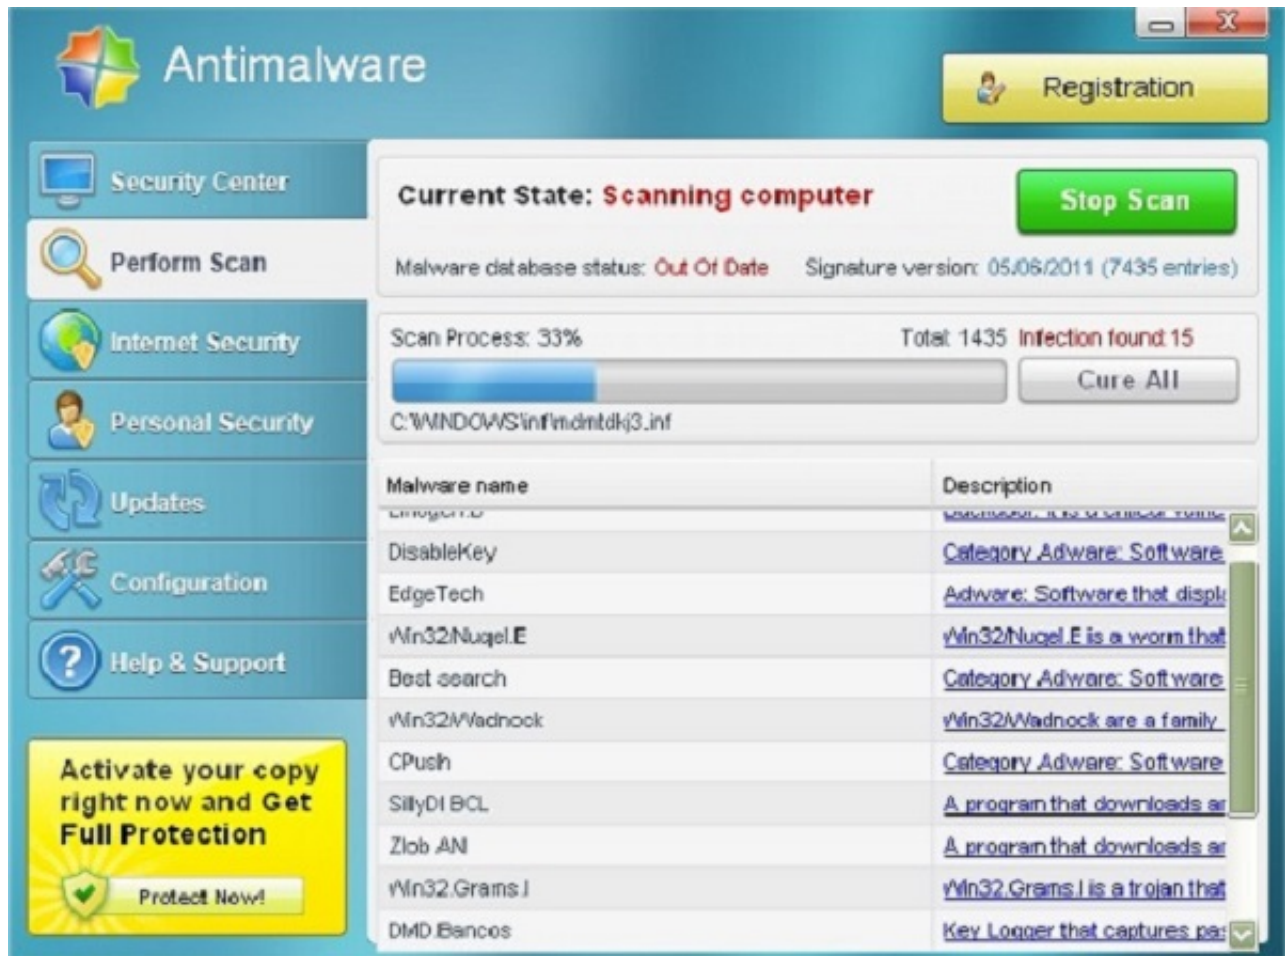 Antimalware
Registration
Security Center
Perform Scan
Internet Security
Personal Security
Updates
Configuration
Help & Support
Activate your copy
right now and Get
Full Protection
Protect Now!
Current State: Scanning computer
Stop Scan
Malware database status: Out Of Date Signature version: 05/06/2011 (7435 entries)
Scan Process: 33% Total: 1435 Infection found: 15
Cure All
C:\WINDOWS\inf\mdmtdkj3.inf
Malware name Description
DisableKey Category Adware: Software
EdgeTech Adware: Software that displa
Win32/Nuqel.E Win32/Nuqel.E is a worm that
Best search Category Adware: Software
Win32/Wadnock Win32/Wadnock are a family
CPush Category Adware: Software
SillyDl BCL A program that downloads an
Zlob ANI A program that downloads an
Win32.Grams.I Win32.Grams.I is a trojan that
DMD.Bancos Key Logger that captures pas